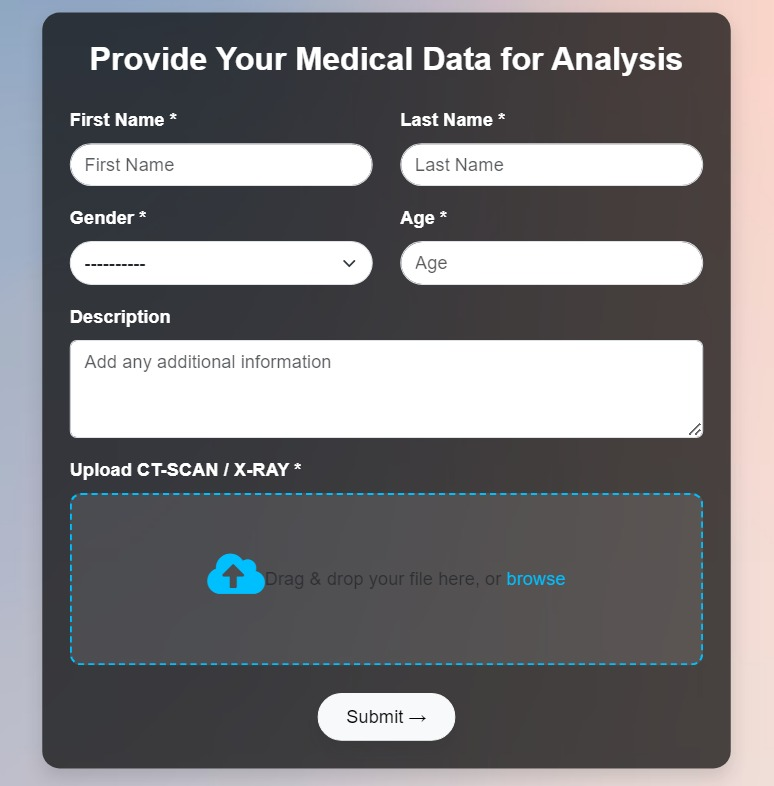 Provide Your Medical Data for Analysis
First Name * Last Name *
First Name Last Name
Gender * Age *
---------- Age
Description
Add any additional information
Upload CT-SCAN / X-RAY *
Drag & drop your file here, or browse
Submit →